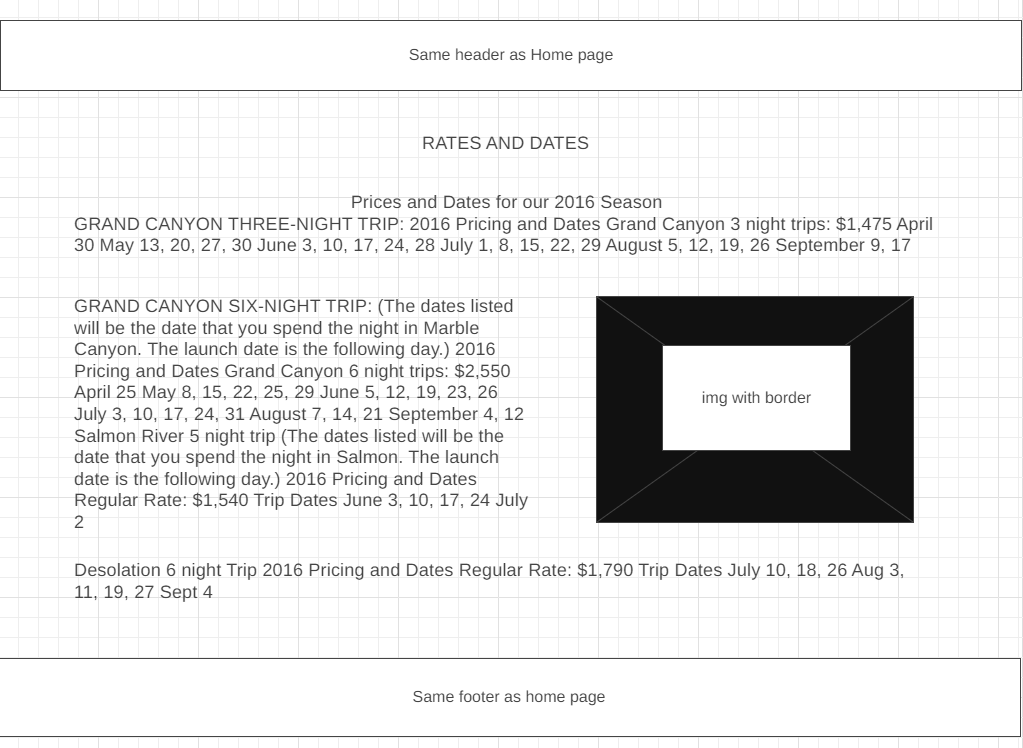 Same header as Home page
RATES AND DATES
Prices and Dates for our 2016 Season
GRAND CANYON THREE-NIGHT TRIP: 2016 Pricing and Dates Grand Canyon 3 night trips: $1,475 April
30 May 13, 20, 27, 30 June 3, 10, 17, 24, 28 July 1, 8, 15, 22, 29 August 5, 12, 19, 26 September 9, 17
GRAND CANYON SIX-NIGHT TRIP: (The dates listed
will be the date that you spend the night in Marble
Canyon. The launch date is the following day.) 2016
Pricing and Dates Grand Canyon 6 night trips: $2,550
April 25 May 8, 15, 22, 25, 29 June 5, 12, 19, 23, 26
July 3, 10, 17, 24, 31 August 7, 14, 21 September 4, 12
Salmon River 5 night trip (The dates listed will be the
date that you spend the night in Salmon. The launch
date is the following day.) 2016 Pricing and Dates
Regular Rate: $1,540 Trip Dates June 3, 10, 17, 24 July
2
img with border
Desolation 6 night Trip 2016 Pricing and Dates Regular Rate: $1,790 Trip Dates July 10, 18, 26 Aug 3,
11, 19, 27 Sept 4
Same footer as home page